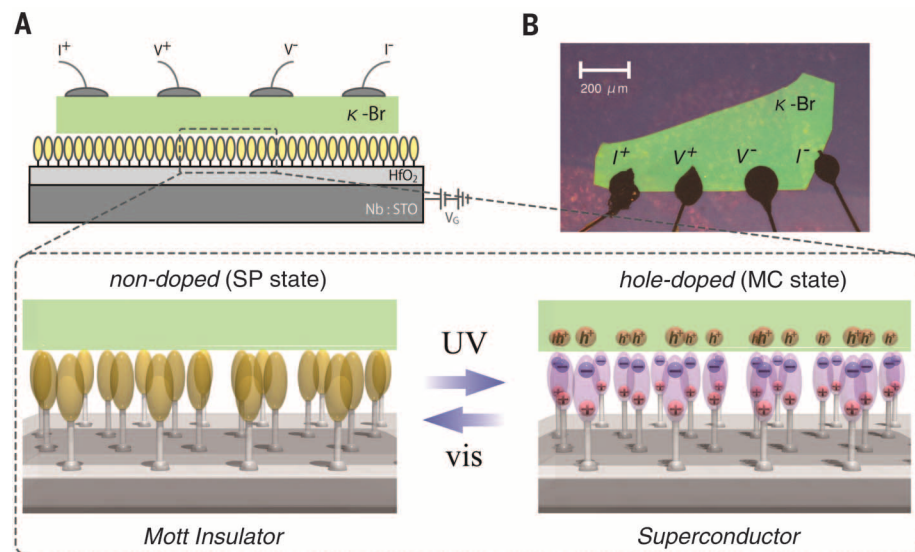 A
B
I+ V+ V- I-
κ-Br
HfO2
Nb : STO
VG
200 μm
κ-Br
I+ V+ V- I-
non-doped (SP state)
hole-doped (MC state)
UV
vis
h+ h+ h+ h+ h+ h+ h+ h+ h+ h+ h+ h+ h+
Mott Insulator
Superconductor